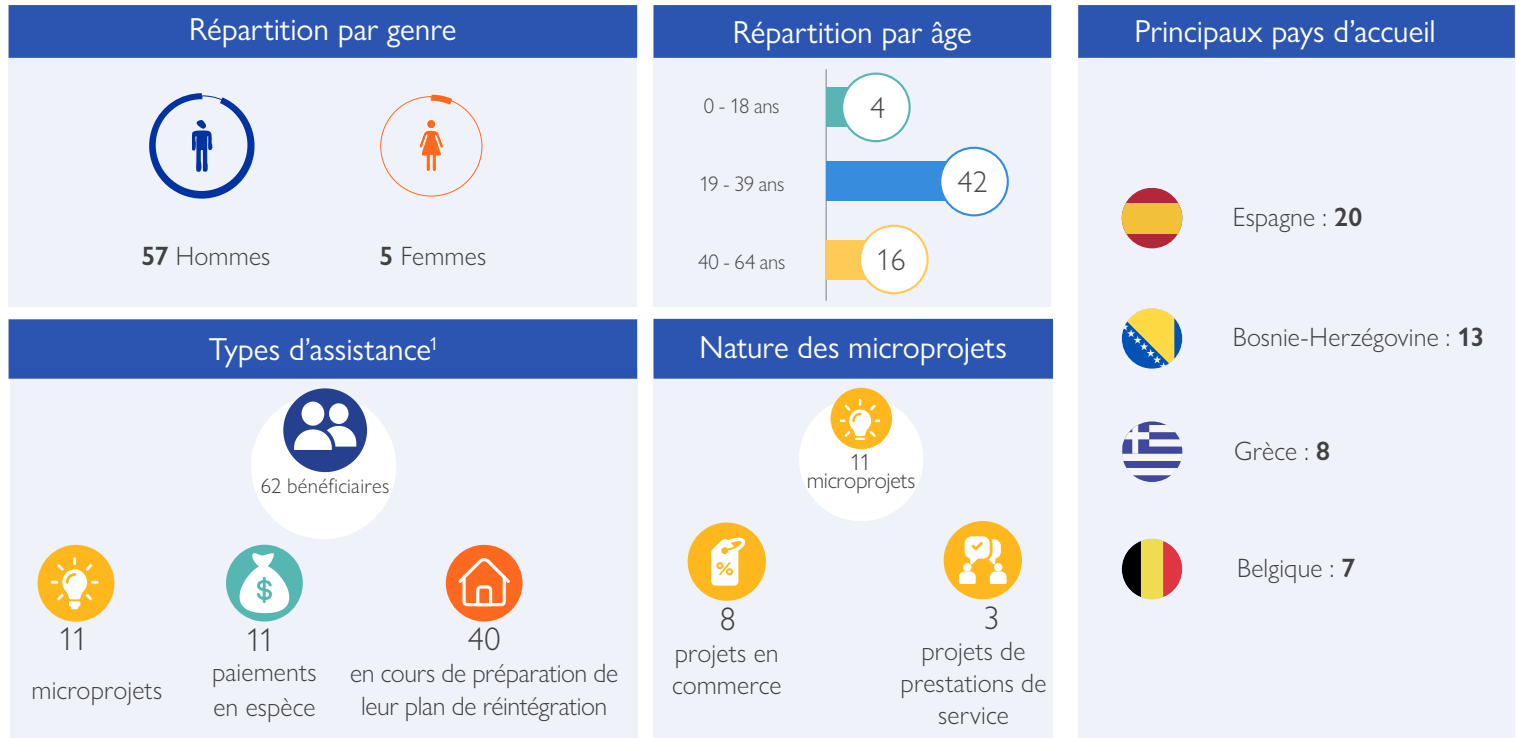 Répartition par genre
57 Hommes
5 Femmes
Répartition par âge
0 - 18 ans
4
19 - 39 ans
42
40 - 64 ans
16
Principaux pays d'accueil
Espagne : 20
Bosnie-Herzégovine : 13
Grèce : 8
Belgique : 7
Types d'assistance1
62 bénéficiaires
$
11
microprojets
11
paiements
en espèce
40
en cours de préparation de
leur plan de réintégration
Nature des microprojets
11
microprojets
%
8
projets en
commerce
3
projets de
prestations de
service